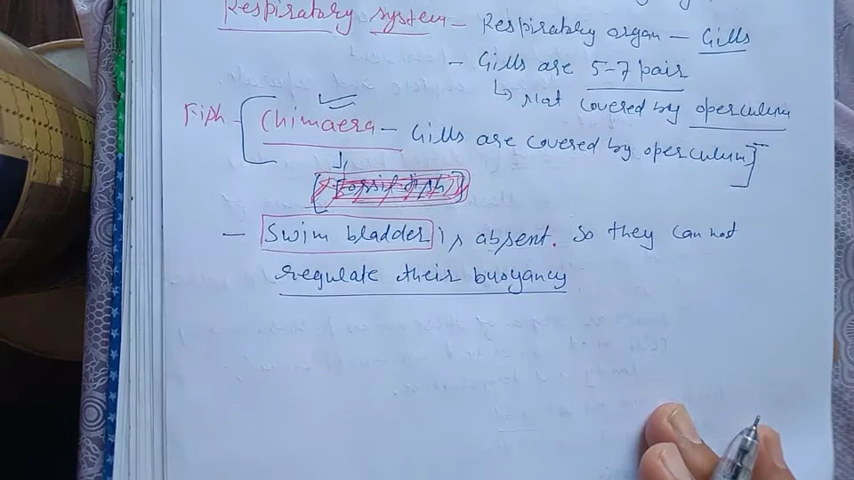 Respiratory system - Respiratory organ - Gills
- Gills are 5-7 pair
↳ Not covered by operculum
Fish - [Chimaera - Gills are covered by operculum]
- Swim bladder is absent. so they can not
regulate their buoyancy